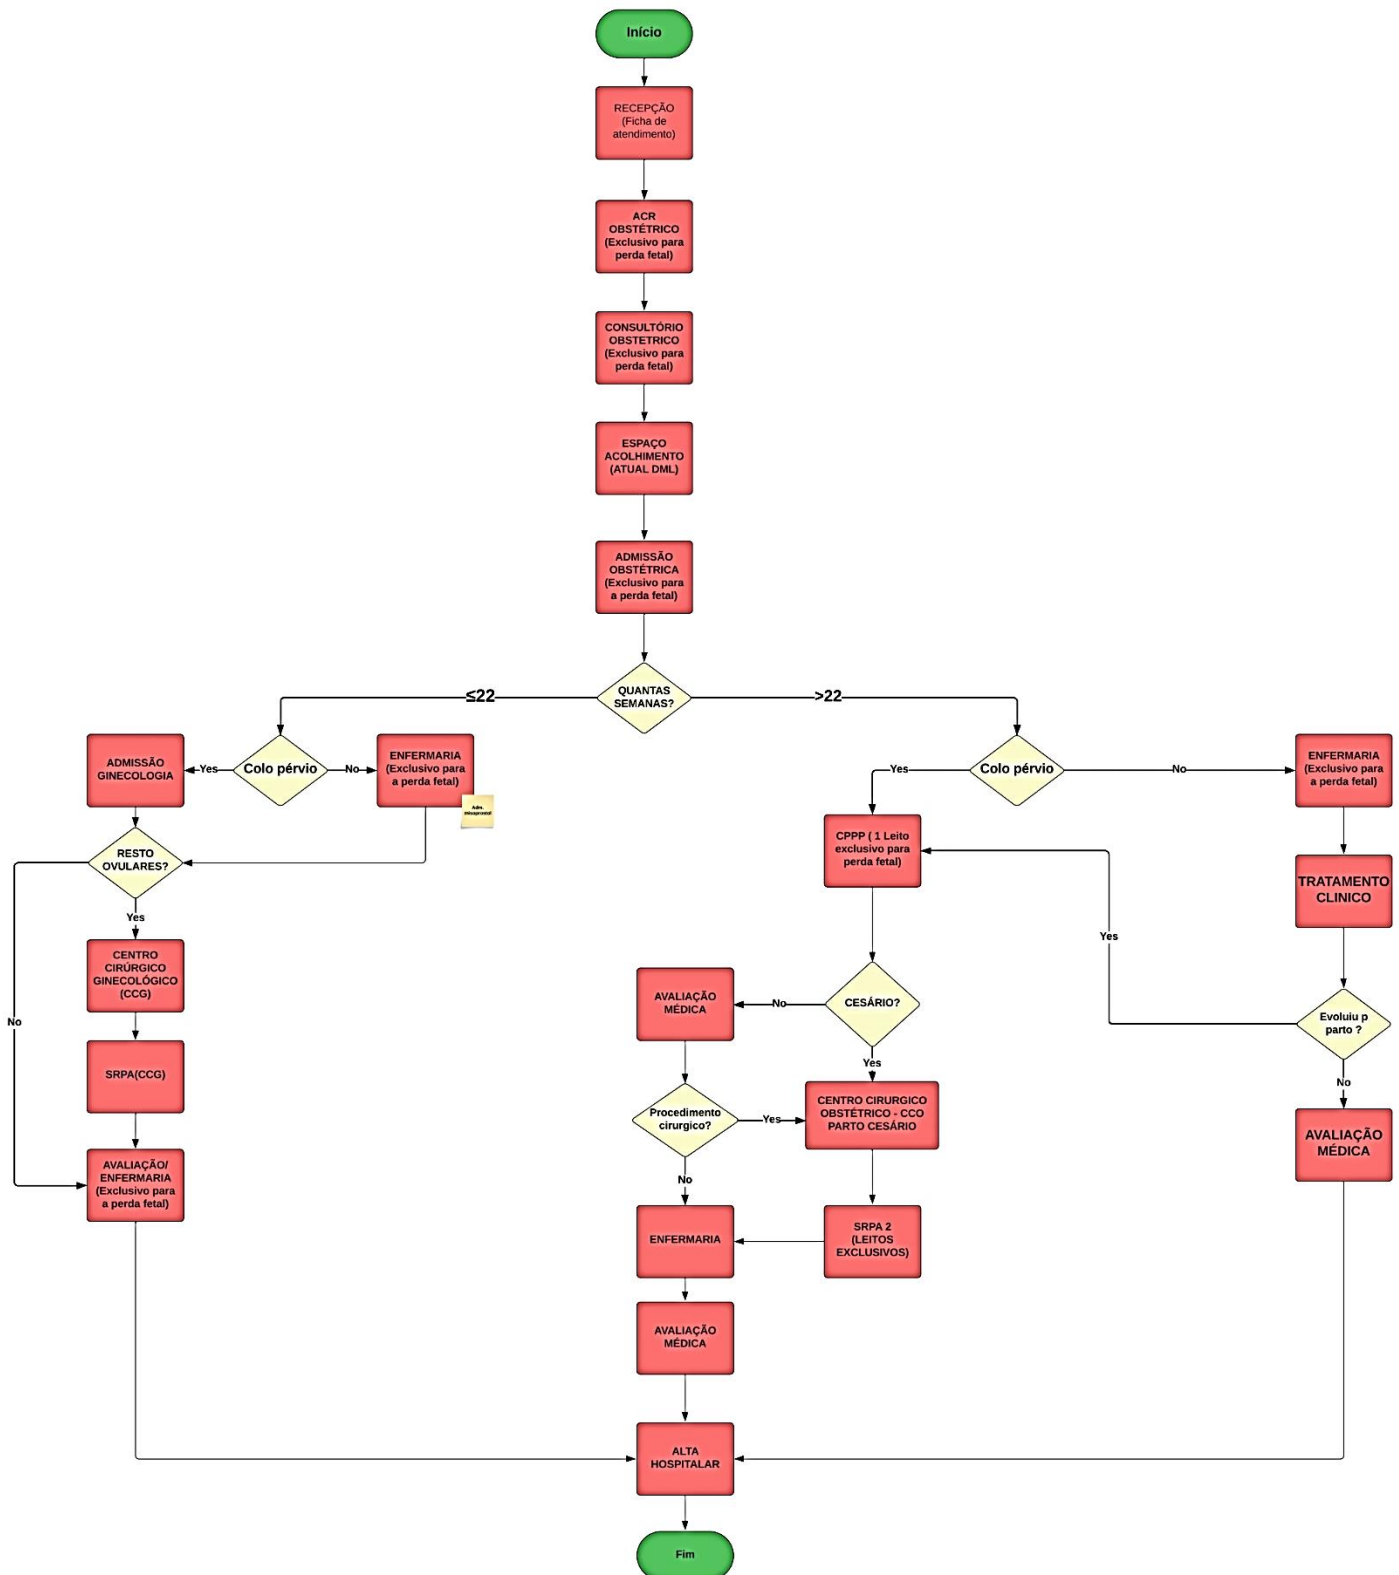 Início
RECEPÇÃO
(Ficha de
atendimento)
ACR
OBSTÉTRICO
(Exclusivo para
perda fetal)
CONSULTÓRIO
OBSTETRICO
(Exclusivo para
perda fetal)
ESPAÇO
ACOLHIMENTO
(ATUAL DML)
ADMISSÃO
OBSTÉTRICA
(Exclusivo para
a perda fetal)
QUANTAS
SEMANAS?
≤22
>22
ADMISSÃO
GINECOLOGIA
Yes
Colo pérvio
No
ENFERMARIA
(Exclusivo para
a perda fetal)
Adm.
RESTO
OVULARES?
Yes
No
CENTRO
CIRÚRGICO
GINECOLÓGICO
(CCG)
SRPA(CCG)
AVALIAÇÃO/
ENFERMARIA
(Exclusivo para
a perda fetal)
Colo pérvio
Yes
No
ENFERMARIA
(Exclusivo para
a perda fetal)
CPPP ( 1 Leito
exclusivo para
perda fetal)
TRATAMENTO
CLINICO
Yes
Evoluiu p
parto ?
No
AVALIAÇÃO
MÉDICA
CESÁRIO?
No
Yes
AVALIAÇÃO
MÉDICA
Procedimento
cirurgico?
Yes
No
CENTRO CIRURGICO
OBSTÉTRICO - CCO
PARTO CESÁRIO
SRPA 2
(LEITOS
EXCLUSIVOS)
ENFERMARIA
AVALIAÇÃO
MÉDICA
ALTA
HOSPITALAR
Fim